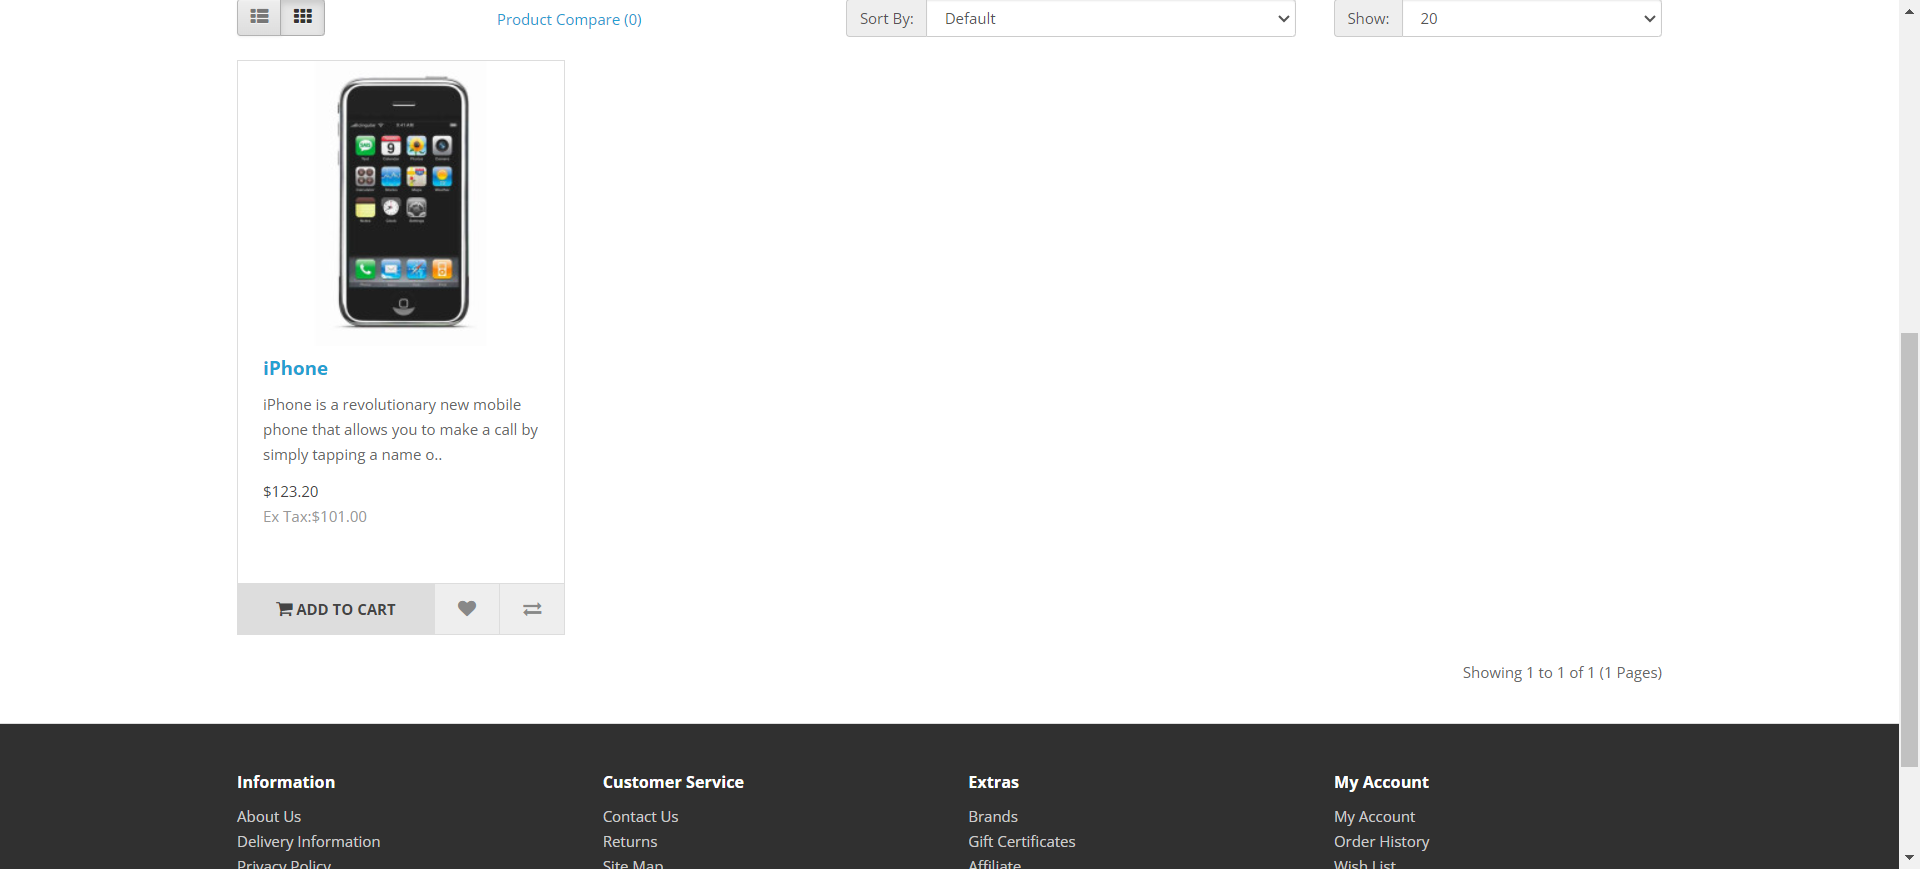 Product Compare (0)
Sort By:
Default
Show:
20
iPhone
iPhone is a revolutionary new mobile
phone that allows you to make a call by
simply tapping a name o..
$123.20
Ex Tax:$101.00
ADD TO CART
Showing 1 to 1 of 1 (1 Pages)
Information
About Us
Delivery Information
Privacy Policy
Customer Service
Contact Us
Returns
Site Map
Extras
Brands
Gift Certificates
Affiliate
My Account
My Account
Order History
Wish List